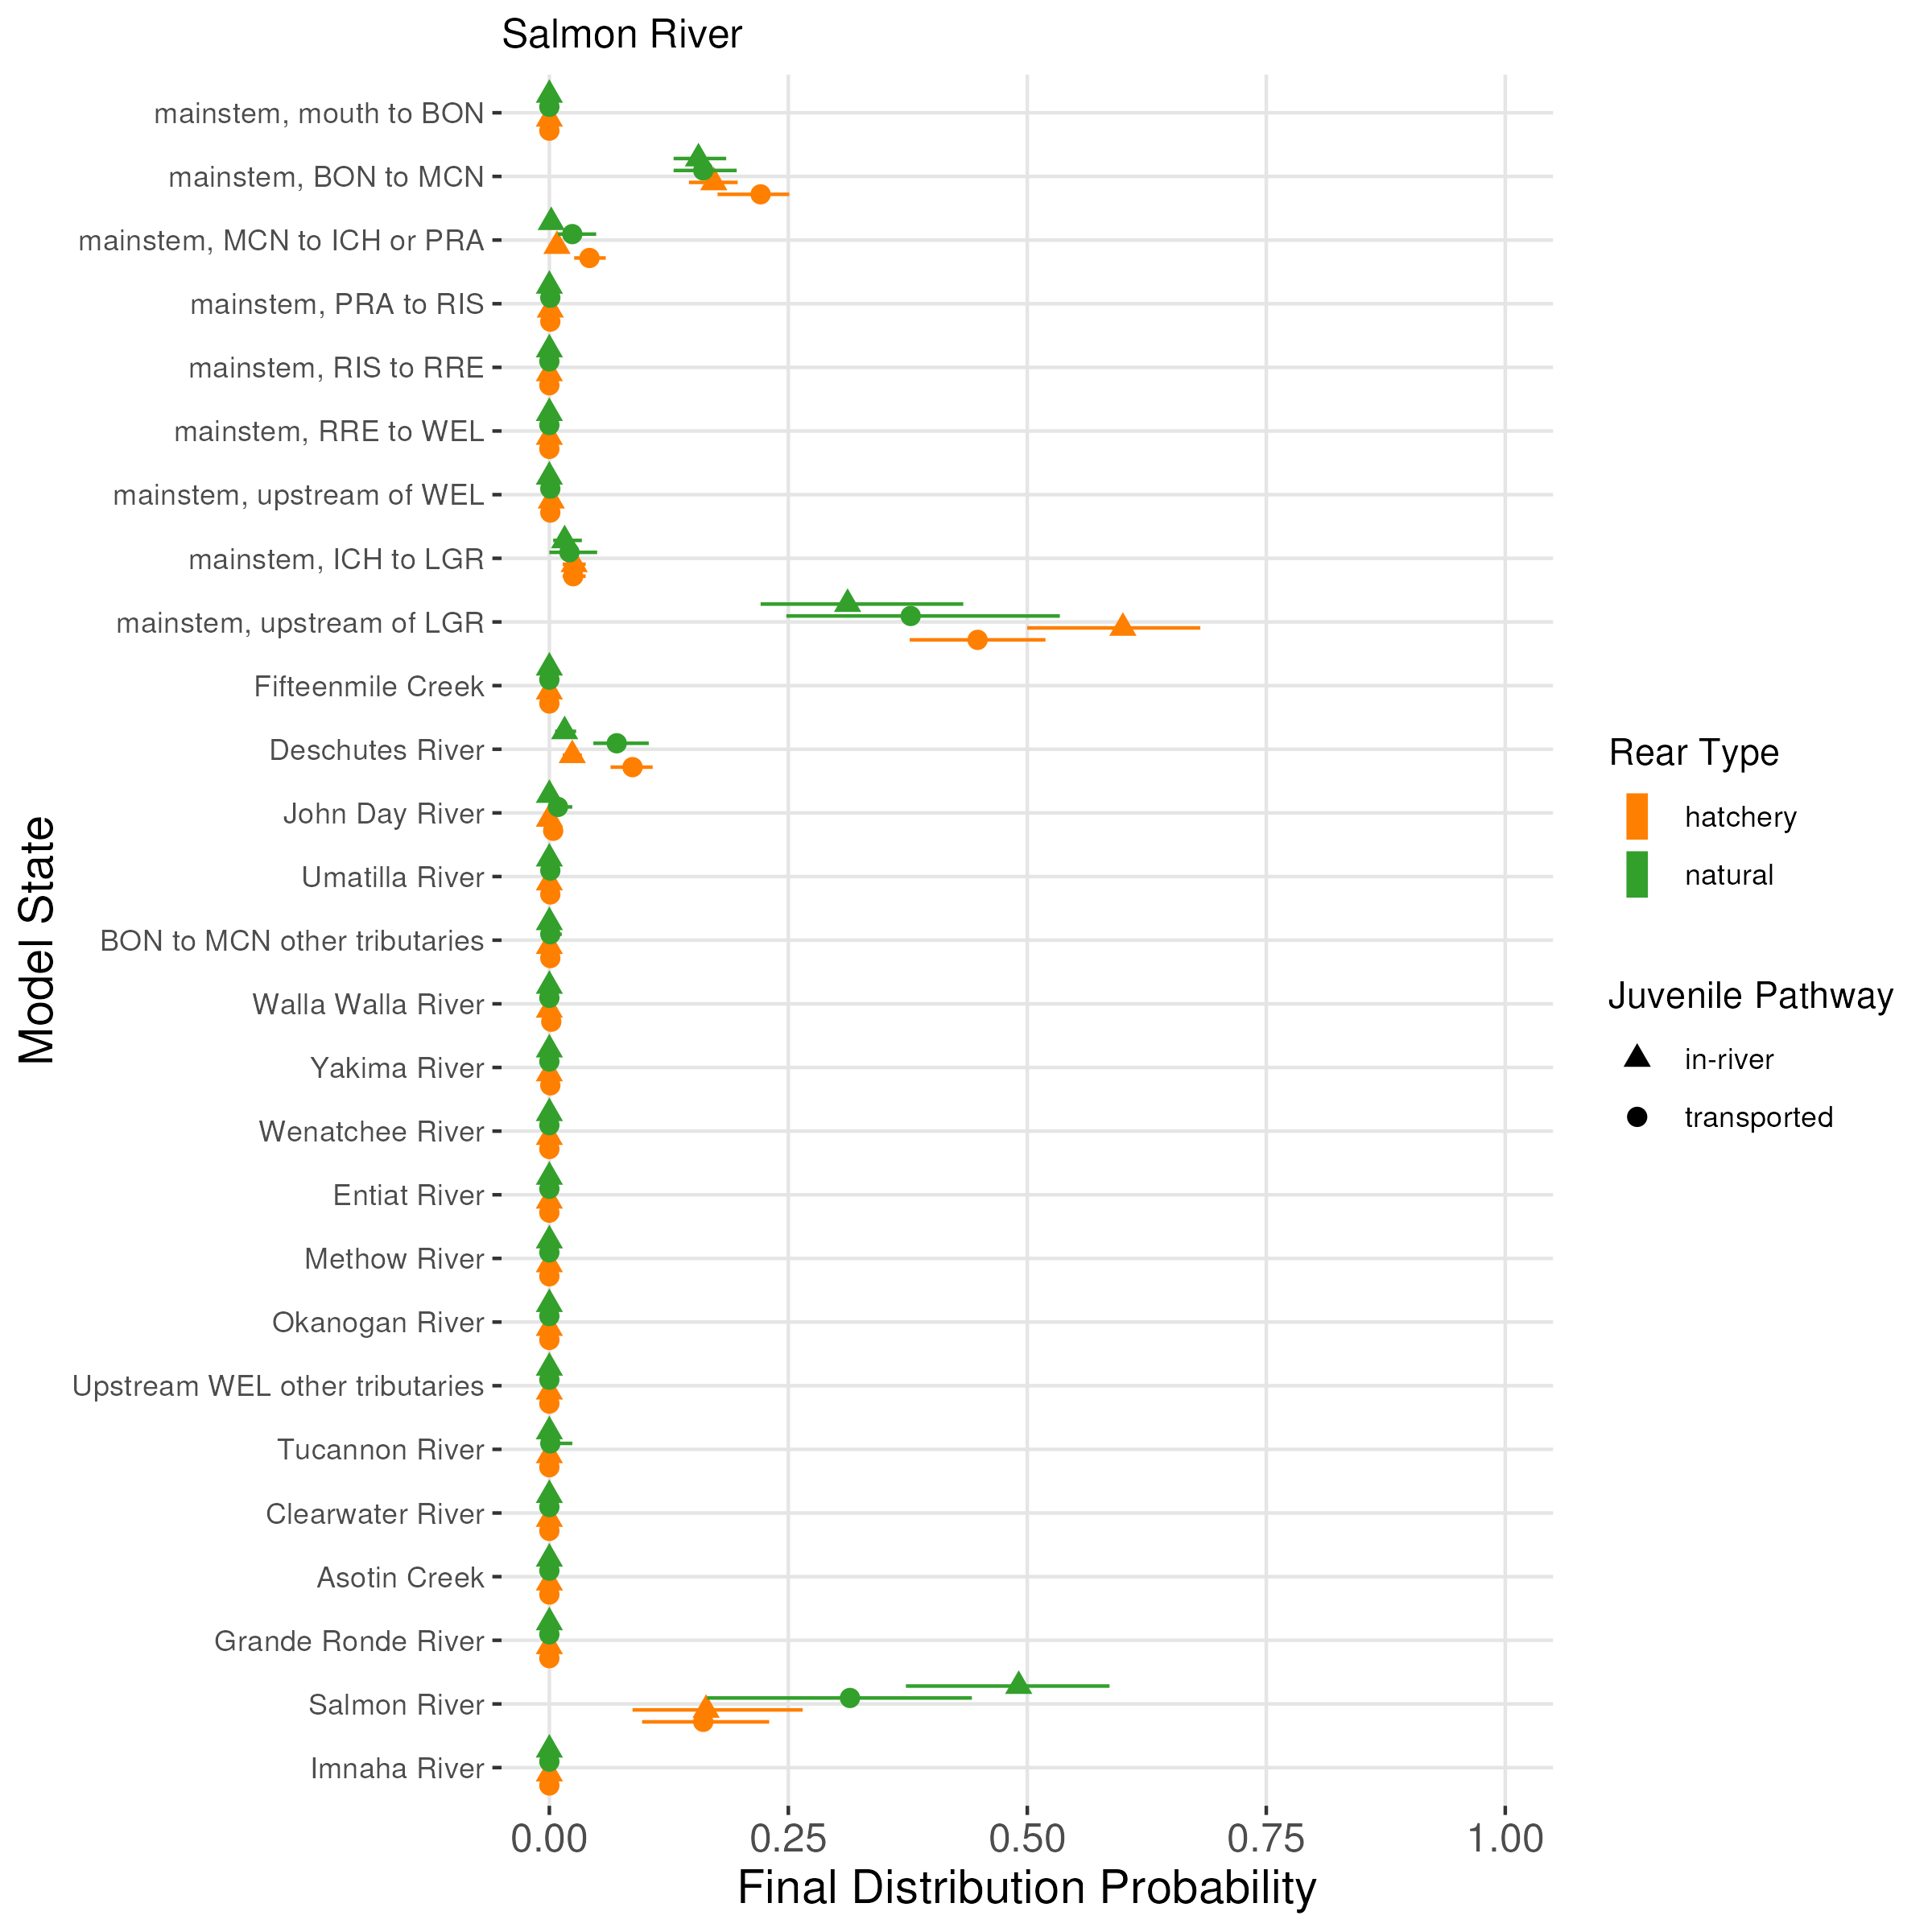 Salmon River
mainstem, mouth to BON
mainstem, BON to MCN
mainstem, MCN to ICH or PRA
mainstem, PRA to RIS
mainstem, RIS to RRE
mainstem, RRE to WEL
mainstem, upstream of WEL
mainstem, ICH to LGR
mainstem, upstream of LGR
Fifteenmile Creek
Deschutes River
John Day River
Umatilla River
BON to MCN other tributaries
Walla Walla River
Yakima River
Wenatchee River
Entiat River
Methow River
Okanogan River
Upstream WEL other tributaries
Tucannon River
Clearwater River
Asotin Creek
Grande Ronde River
Salmon River
Imnaha River
Model State
0.00 0.25 0.50 0.75 1.00
Final Distribution Probability
Rear Type
hatchery
natural
Juvenile Pathway
in-river
transported